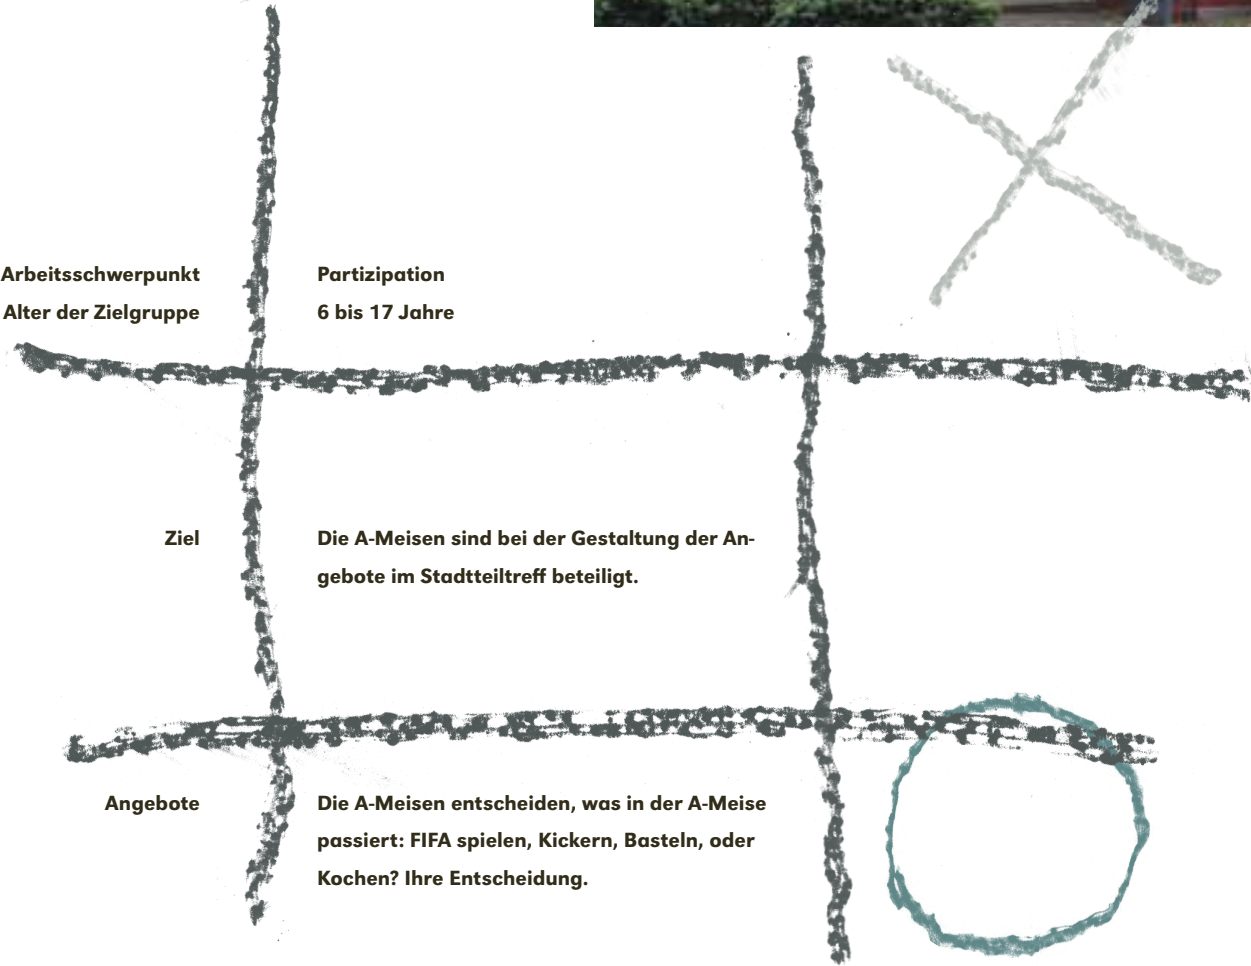 Arbeitsschwerpunkt Partizipation
Alter der Zielgruppe 6 bis 17 Jahre
Ziel Die A-Meisen sind bei der Gestaltung der An-
gebote im Stadtteiltreff beteiligt.
Angebote Die A-Meisen entscheiden, was in der A-Meise
passiert: FIFA spielen, Kickern, Basteln, oder
Kochen? Ihre Entscheidung.